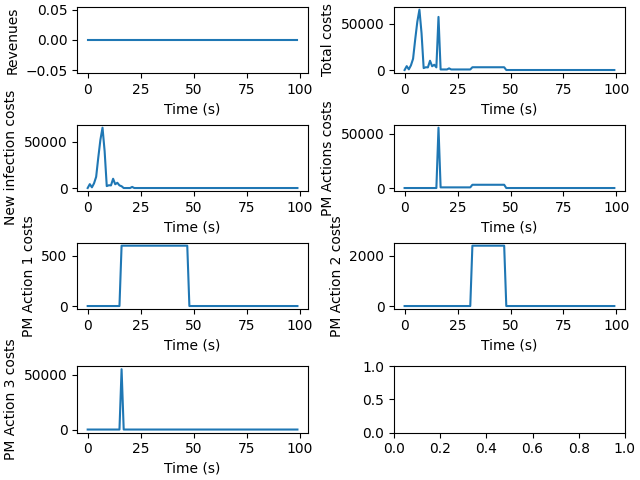 Revenues
0.05
0.00
−0.05
0 25 50 75 100
Time (s)
Total costs
50000
0
0 25 50 75 100
Time (s)
New infection costs
50000
0
0 25 50 75 100
Time (s)
PM Actions costs
50000
0
0 25 50 75 100
Time (s)
PM Action 1 costs
500
0
0 25 50 75 100
Time (s)
PM Action 2 costs
2000
0
0 25 50 75 100
Time (s)
PM Action 3 costs
50000
0
0 25 50 75 100
Time (s)
1.0
0.5
0.0
0.0 0.2 0.4 0.6 0.8 1.0